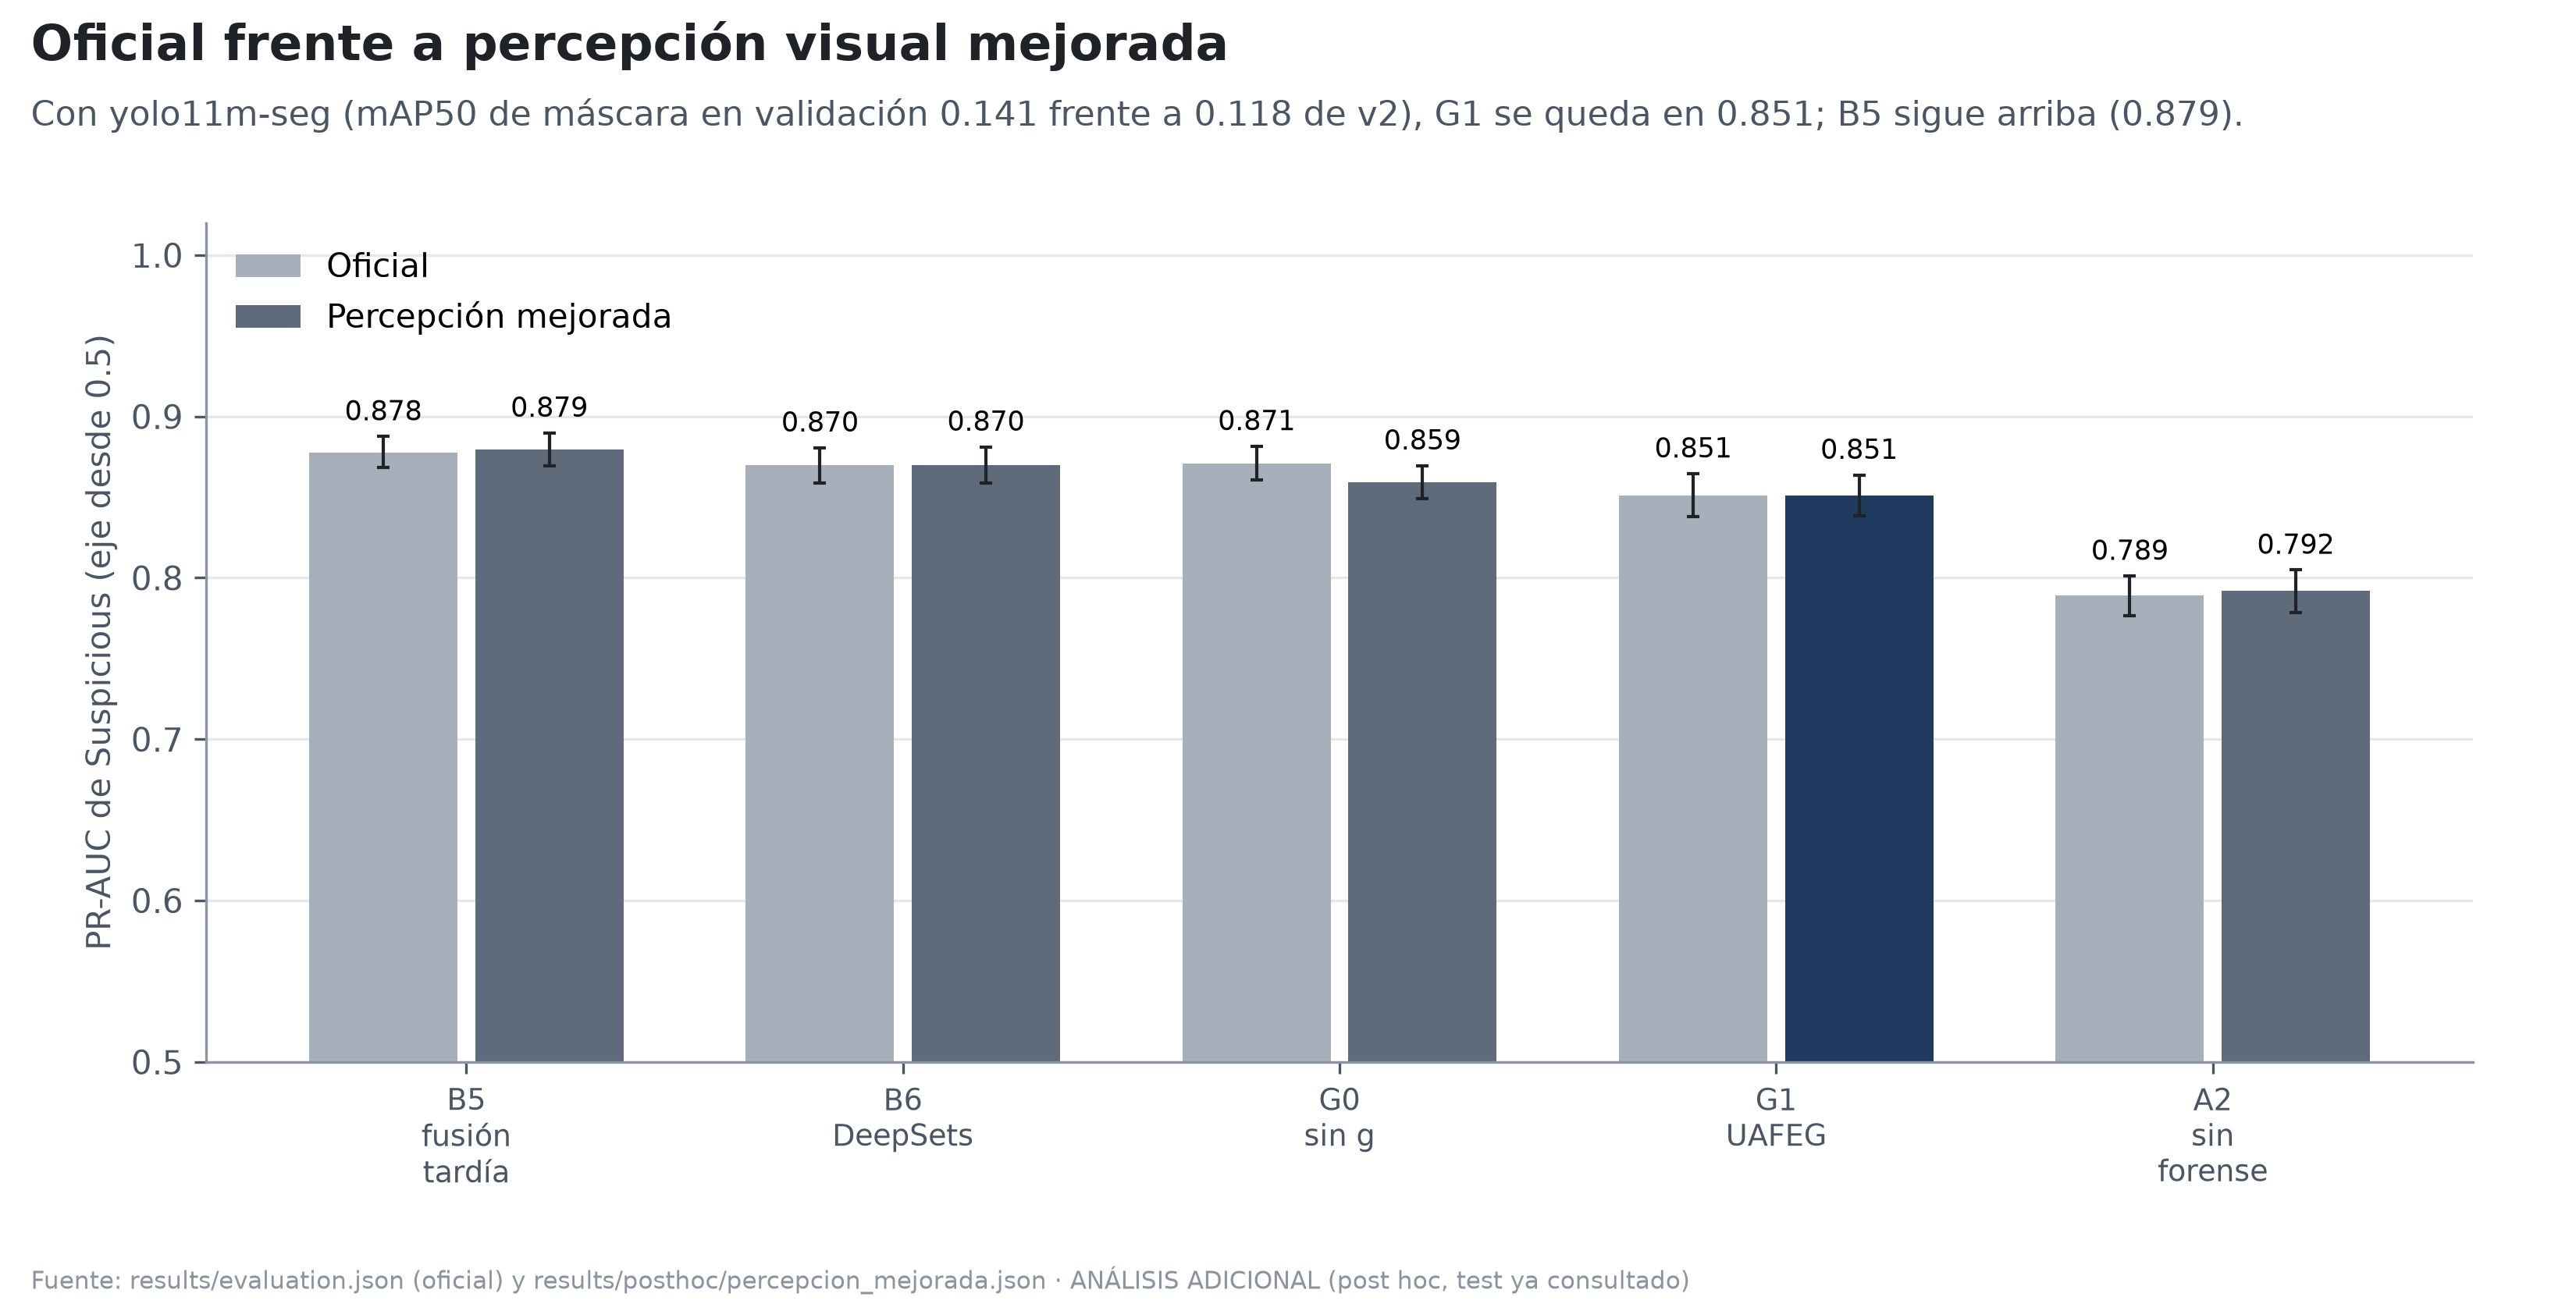 Oficial frente a percepción visual mejorada
Con yolo11m-seg (mAP50 de máscara en validación 0.141 frente a 0.118 de v2), G1 se queda en 0.851; B5 sigue arriba (0.879).
Oficial
Percepción mejorada
PR-AUC de Suspicious (eje desde 0.5)
1.0
0.9
0.8
0.7
0.6
0.5
0.878
0.879
0.870
0.870
0.871
0.859
0.851
0.851
0.789
0.792
B5
fusión
tardía
B6
DeepSets
G0
sin g
G1
UAFEG
A2
sin
forense
Fuente: results/evaluation.json (oficial) y results/posthoc/percepcion_mejorada.json · ANÁLISIS ADICIONAL (post hoc, test ya consultado)